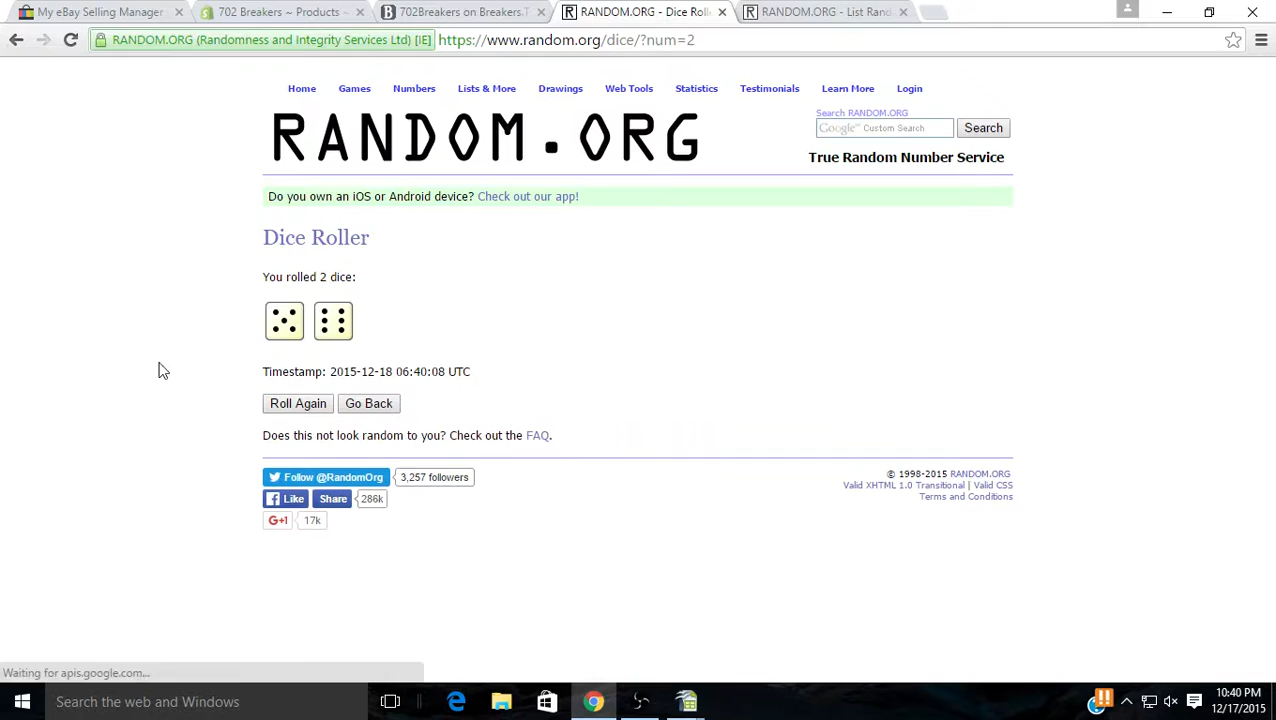 My eBay Selling Manager
702 Breakers ~ Products ~
702Breakers on Breakers.T
RANDOM.ORG - Dice Roll
RANDOM.ORG - List Rand
RANDOM.ORG (Randomness and Integrity Services Ltd) [IE]
https://www.random.org/dice/?num=2
Home Games Numbers Lists & More Drawings Web Tools Statistics Testimonials Learn More Login
Search RANDOM.ORG
RANDOM.ORG
Google™ Custom Search
Search
True Random Number Service
Do you own an iOS or Android device? Check out our app!
Dice Roller
You rolled 2 dice:
Timestamp: 2015-12-18 06:40:08 UTC
Roll Again
Go Back
Does this not look random to you? Check out the FAQ.
Follow @RandomOrg
3,257 followers
Like
Share
286k
G+1
17k
© 1998-2015 RANDOM.ORG
Valid XHTML 1.0 Transitional | Valid CSS
Terms and Conditions
Waiting for apis.google.com...
Search the web and Windows
10:40 PM
12/17/2015